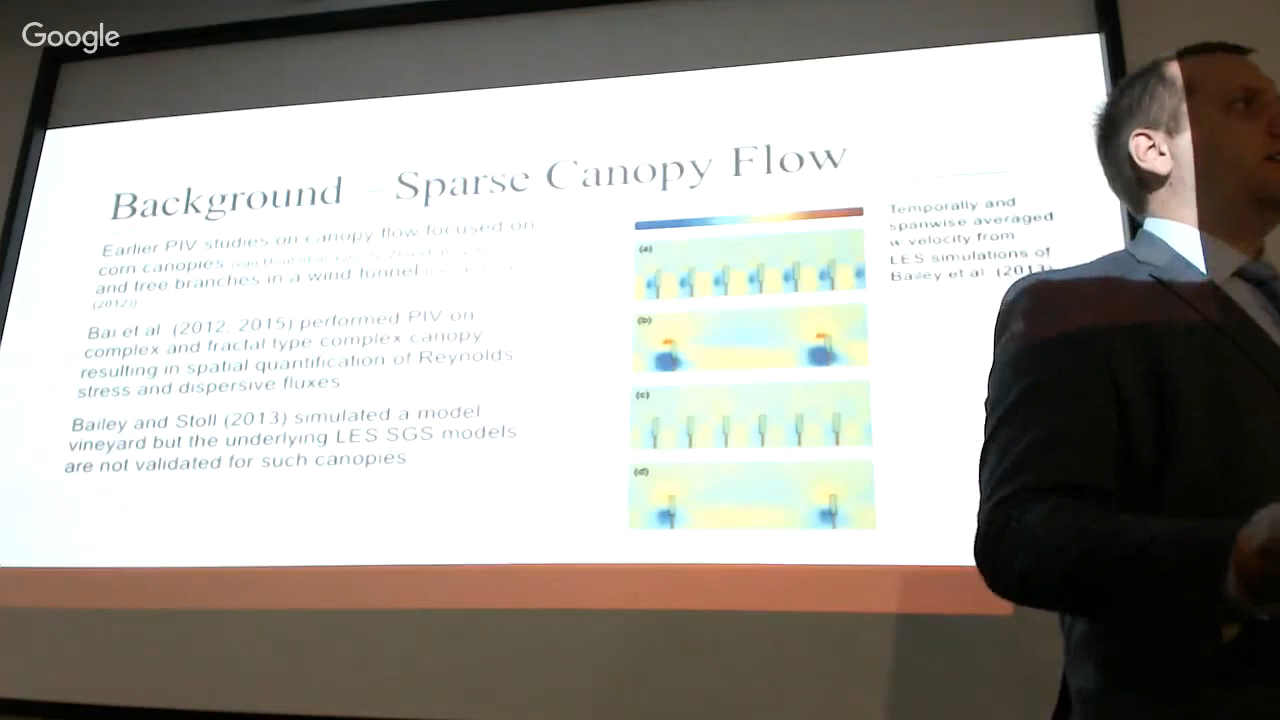 Google
Background – Sparse Canopy Flow
Earlier PIV studies on canopy flow focused on
corn canopies
and tree branches in a wind tunnel
(2012))
Bai et al. (2012, 2015) performed PIV on
complex and fractal type complex canopy
resulting in spatial quantification of Reynolds
stress and dispersive fluxes
Bailey and Stoll (2013) simulated a model
vineyard but the underlying LES SGS models
are not validated for such canopies
(a)
(b)
(c)
(d)
Temporally and
spanwise averaged
w velocity from
LES simulations of
Bailey et al. (2013)